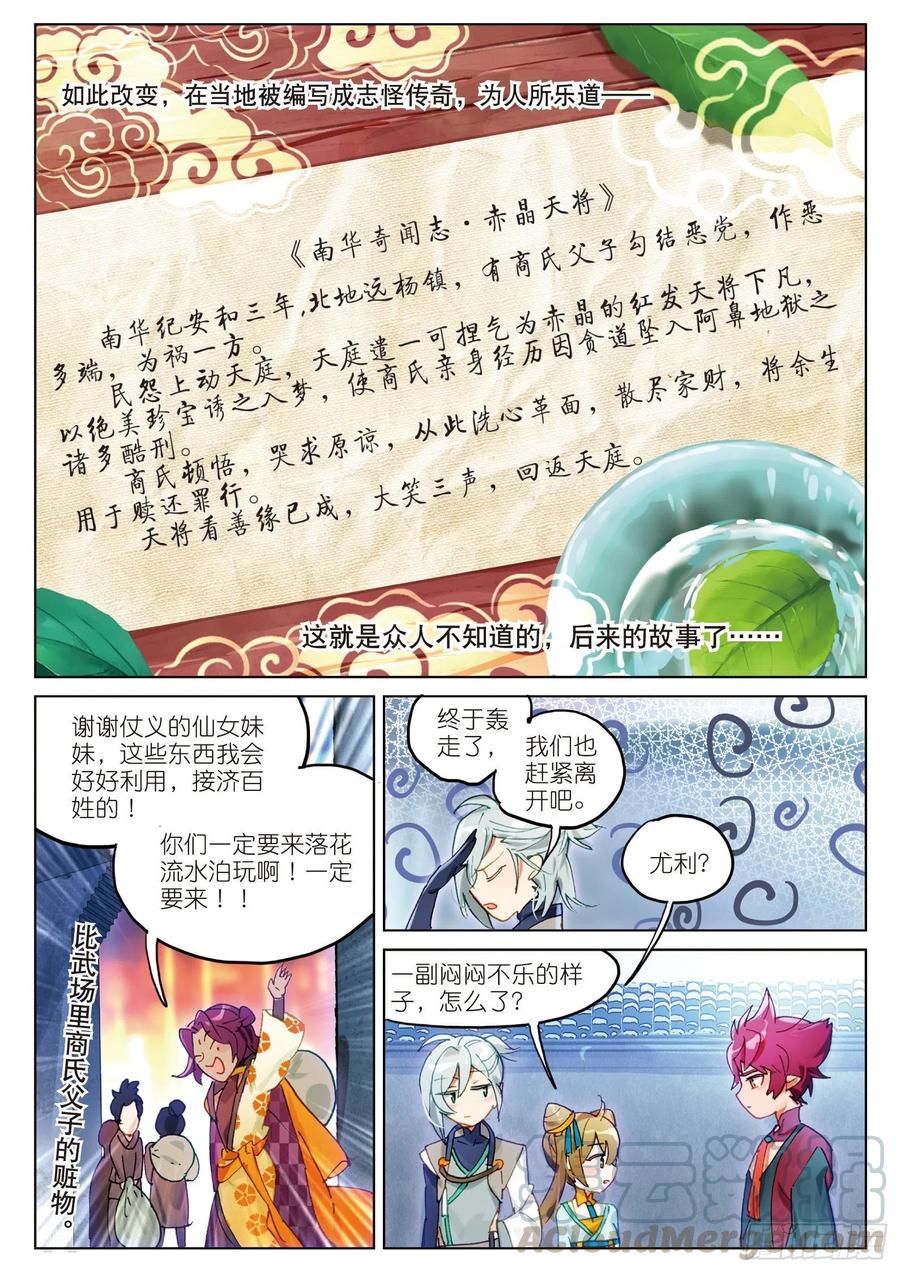 如此改变，在当地被编写成志怪传奇，为人所乐道——
《南华奇闻志·赤晶天将》
南华纪安和三年，北地远杨镇，有商氏父子勾结恶党，作恶
多端，为祸一方。
民怨上动天庭，天庭遣一可捏气为赤晶的红发天将下凡，
以绝美珍宝诱之入梦，使商氏亲身经历因贪道坠入阿鼻地狱之
诸多酷刑。
商氏顿悟，哭求原谅，从此洗心革面，散尽家财，将余生
用于赎还罪行。
天将看善缘已成，大笑三声，回返天庭。
这就是众人不知道的，后来的故事了……
谢谢仗义的仙女妹
妹，这些东西我会
好好利用，接济百
姓的！
你们一定要来落花
流水泊玩啊！一定
要来！！
比武场里商氏父子的赃物。
终于轰
走了，
我们也
赶紧离
开吧。
尤利？
一副闷闷不乐的样
子，怎么了？
AcloudMerge.com